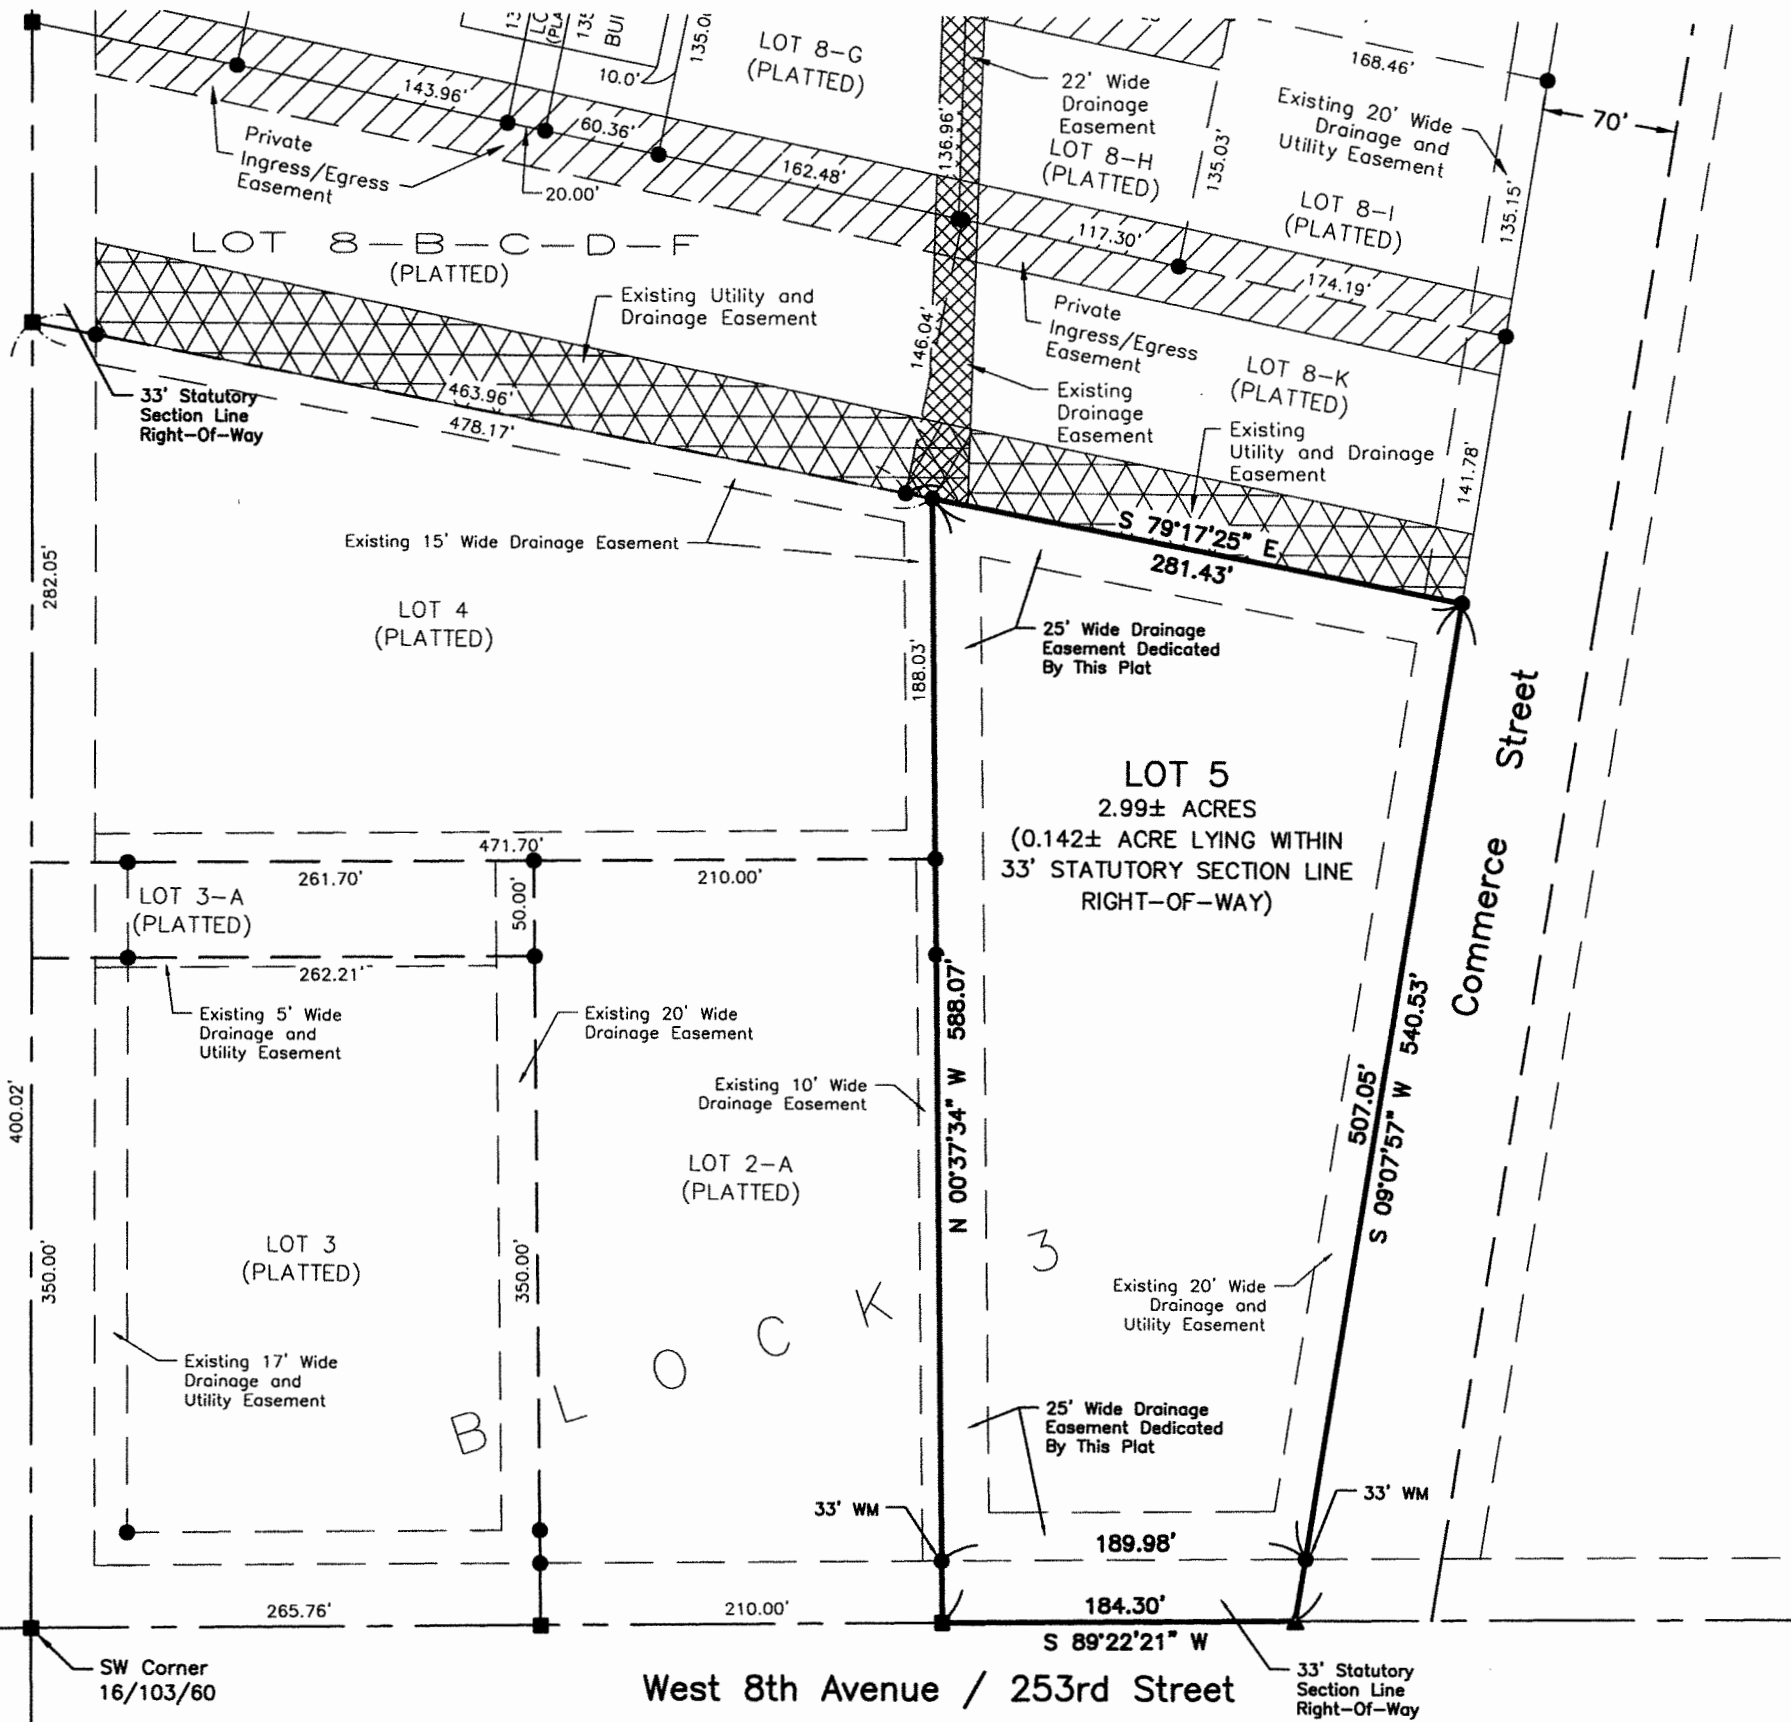 LOT 8-G
(PLATTED)
135.0
10.0'
BUI
168.46'
70'
22' Wide
Drainage
Easement
LOT 8-H
(PLATTED)
Existing 20' Wide
Drainage and
Utility Easement
LOT 8-I
(PLATTED)
143.96'
60.36'
162.48'
136.96'
135.03'
135.15'
Private
Ingress/Egress
Easement
20.00'
117.30'
174.19'
LOT 8-B-C-D-F
(PLATTED)
Existing Utility and
Drainage Easement
146.04'
Private
Ingress/Egress
Easement
LOT 8-K
(PLATTED)
Existing
Drainage
Easement
Existing
Utility and Drainage
Easement
141.78'
33' Statutory
Section Line
Right-Of-Way
463.96'
478.17'
S 79°17'25" E
281.43'
Existing 15' Wide Drainage Easement
282.05'
LOT 4
(PLATTED)
188.03'
25' Wide Drainage
Easement Dedicated
By This Plat
Commerce Street
LOT 5
2.99± ACRES
(0.142± ACRE LYING WITHIN
33' STATUTORY SECTION LINE
RIGHT-OF-WAY)
471.70'
261.70'
210.00'
LOT 3-A
(PLATTED)
50.00'
262.21'
Existing 5' Wide
Drainage and
Utility Easement
Existing 20' Wide
Drainage Easement
N 00°37'34" W 588.07'
Existing 10' Wide
Drainage Easement
400.02'
507.05'
S 09°07'57" W 540.53'
LOT 2-A
(PLATTED)
LOT 3
(PLATTED)
350.00'
350.00'
BLOCK 3
Existing 20' Wide
Drainage and
Utility Easement
Existing 17' Wide
Drainage and
Utility Easement
25' Wide Drainage
Easement Dedicated
By This Plat
33' WM
33' WM
189.98'
265.76'
210.00'
184.30'
S 89°22'21" W
SW Corner
16/103/60
West 8th Avenue / 253rd Street
33' Statutory
Section Line
Right-Of-Way